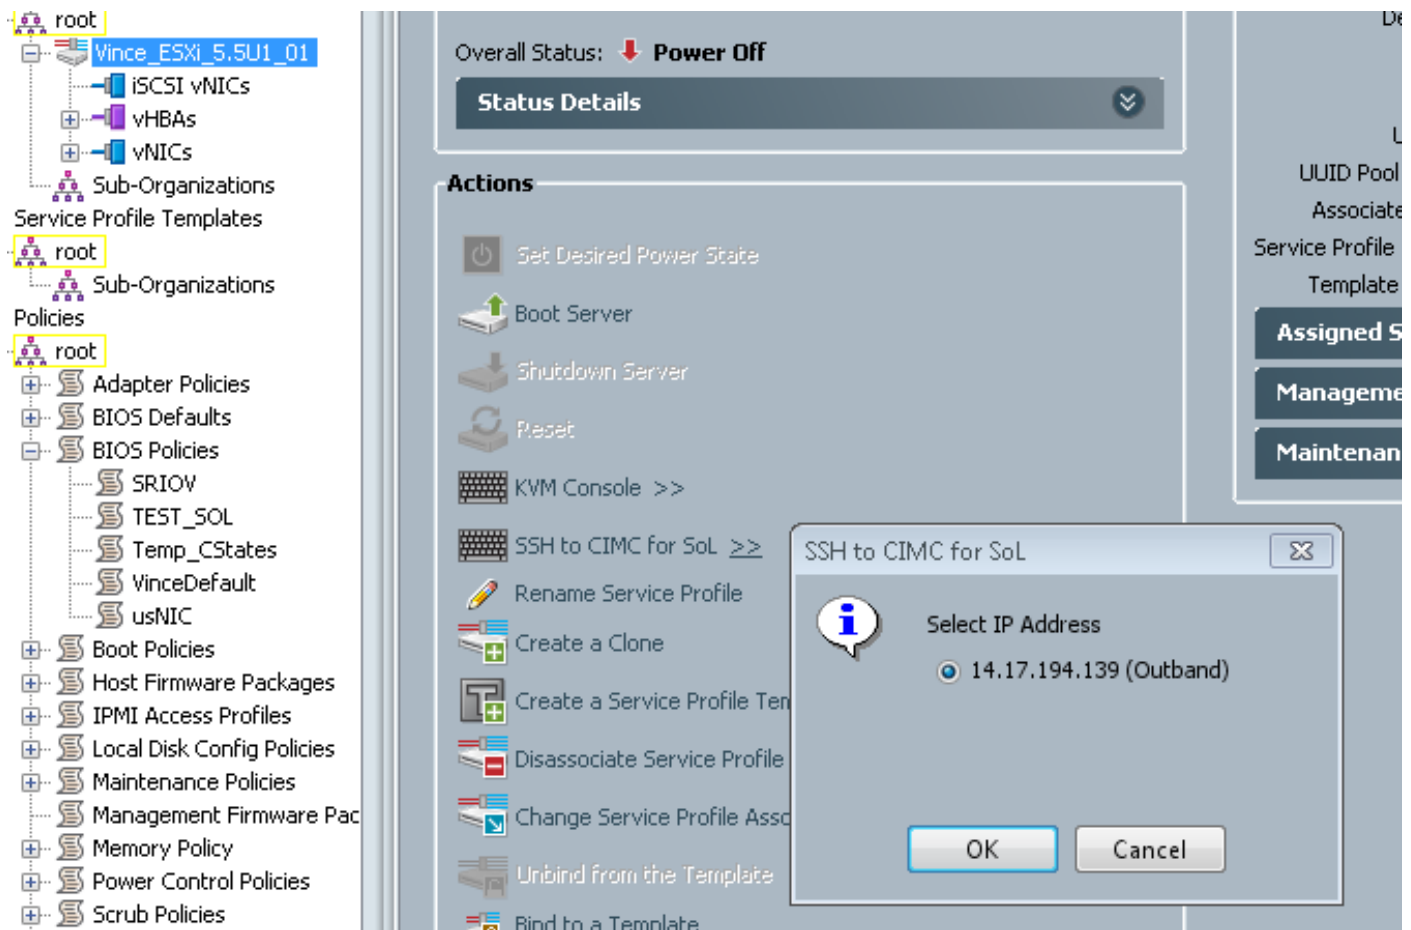 root
Vince_ESXi_5.5U1_01
iSCSI vNICs
vHBAs
vNICs
Sub-Organizations
Service Profile Templates
root
Sub-Organizations
Policies
root
Adapter Policies
BIOS Defaults
BIOS Policies
SRIOV
TEST_SOL
Temp_CStates
VinceDefault
usNIC
Boot Policies
Host Firmware Packages
IPMI Access Profiles
Local Disk Config Policies
Maintenance Policies
Management Firmware Pac
Memory Policy
Power Control Policies
Scrub Policies
Overall Status: Power Off
Status Details
Actions
Set Desired Power State
Boot Server
Shutdown Server
Reset
KVM Console >>
SSH to CIMC for SoL >>
Rename Service Profile
Create a Clone
Create a Service Profile Tem
Disassociate Service Profile
Change Service Profile Asso
Unbind from the Template
Bind to a Template
SSH to CIMC for SoL
Select IP Address
14.17.194.139 (Outband)
OK Cancel
De
U
UUID Pool
Associate
Service Profile
Template
Assigned S
Manageme
Maintenan